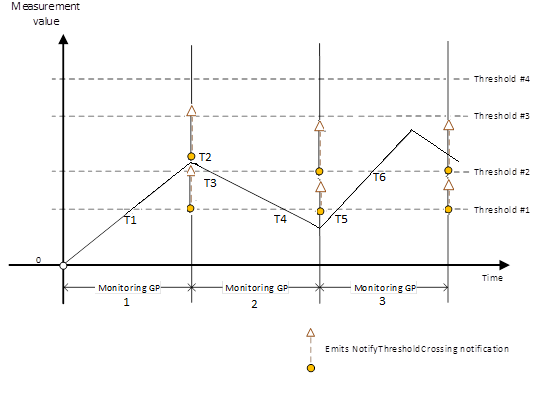 Measurement
value
Threshold #4
Threshold #3
T2
T3
Threshold #2
T6
T1
T4
T5
Threshold #1
0
Time
Monitoring GP
1
Monitoring GP
2
Monitoring GP
3
Emits NotifyThresholdCrossing notification